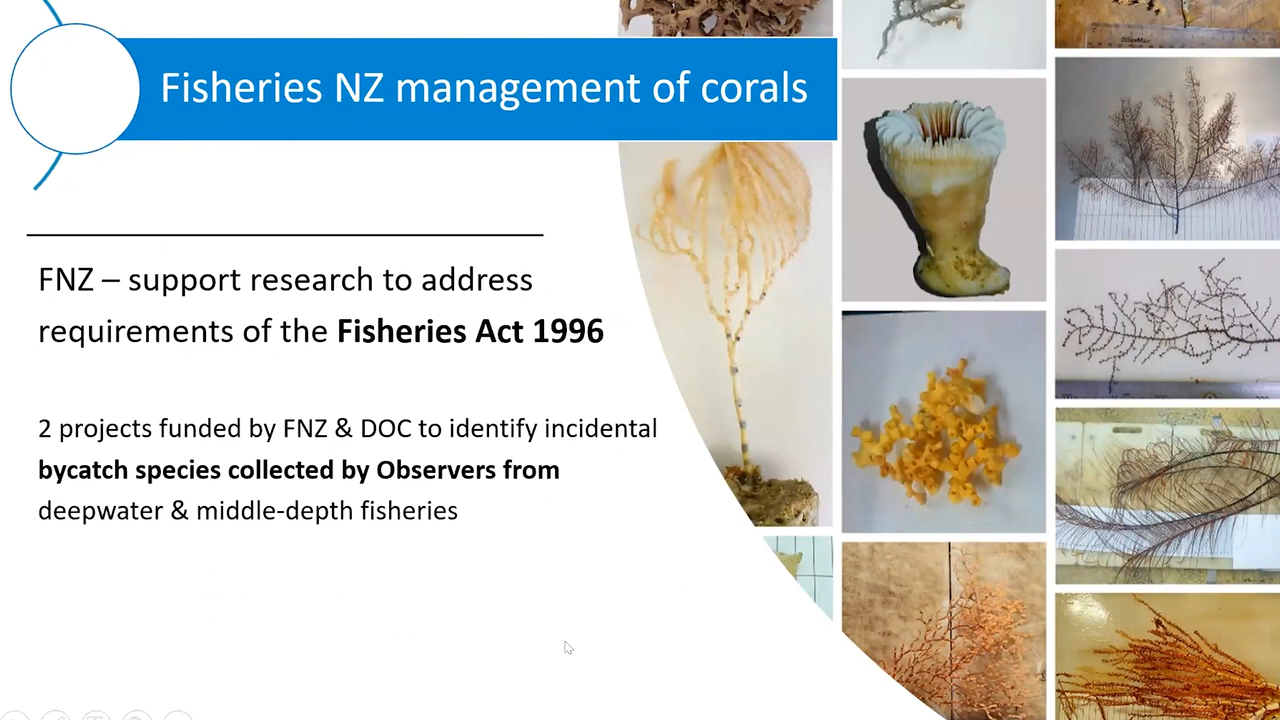 Fisheries NZ management of corals
FNZ – support research to address
requirements of the Fisheries Act 1996
2 projects funded by FNZ & DOC to identify incidental
bycatch species collected by Observers from
deepwater & middle-depth fisheries